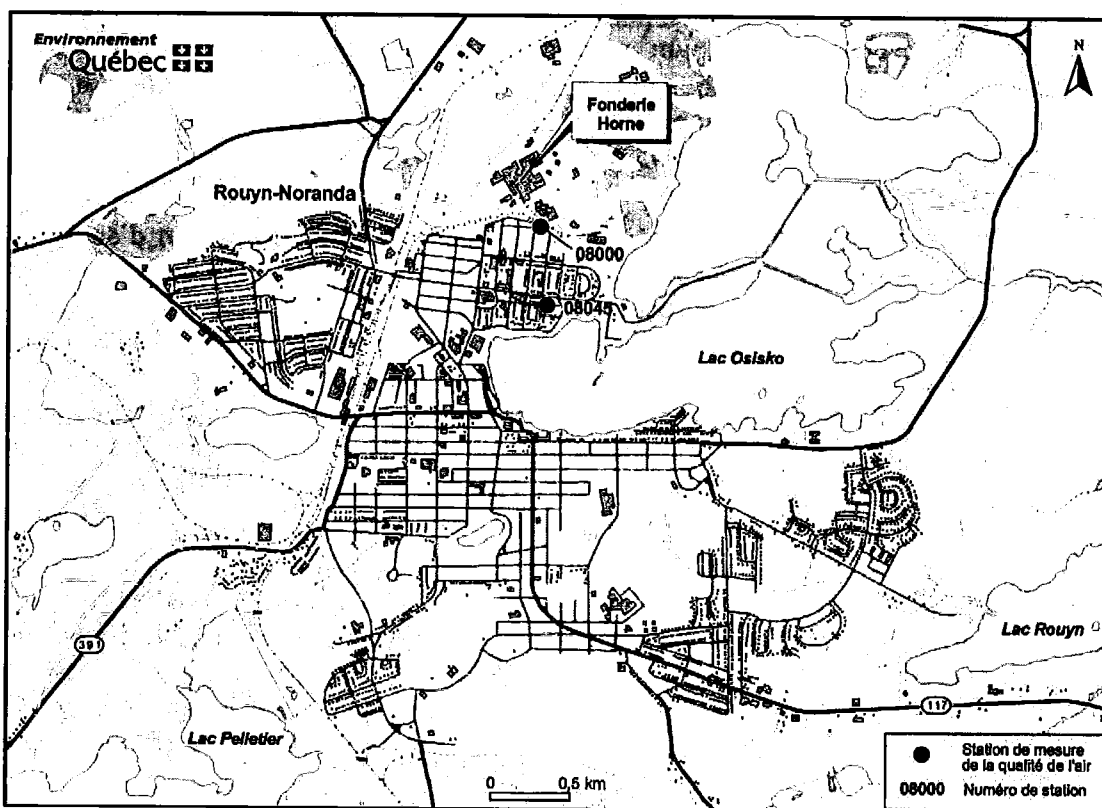 Environnement
Québec
N
Fonderie
Horne
Rouyn-Noranda
08000
08045
Lac Osisko
391
Lac Rouyn
117
Lac Pelletier
0 0,5 km
Station de mesure
de la qualité de l'air
08000 Numéro de station